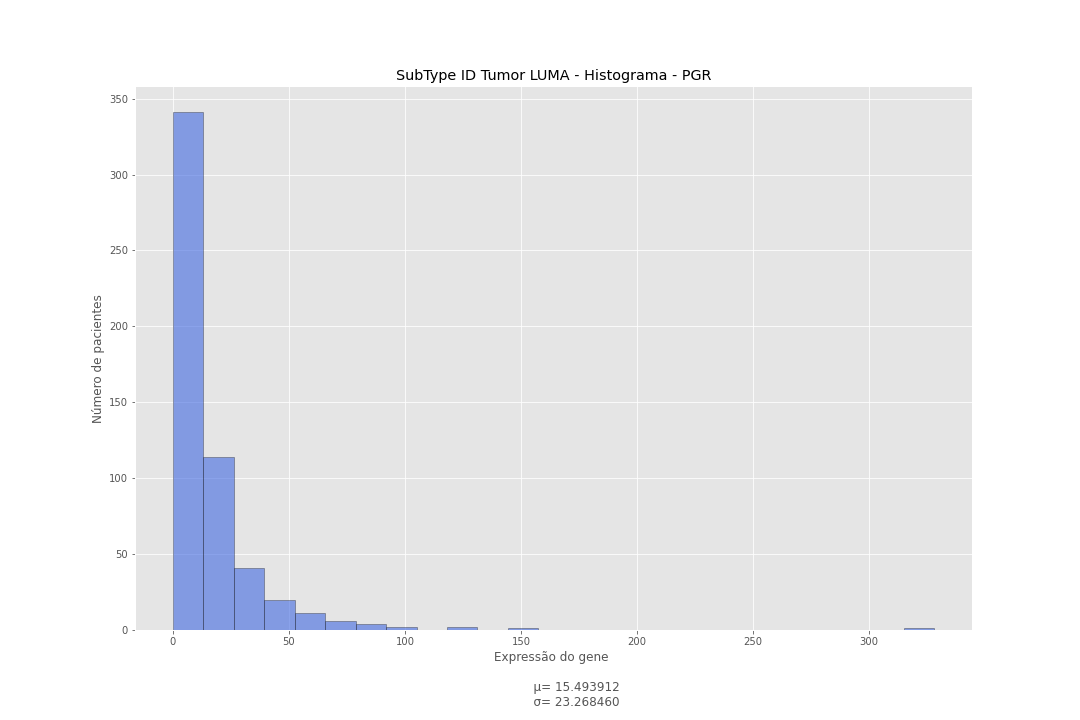 SubType ID Tumor LUMA - Histograma - PGR
350
300
250
200
150
100
50
0
Número de pacientes
0 50 100 150 200 250 300
Expressão do gene
μ= 15.493912
σ= 23.268460